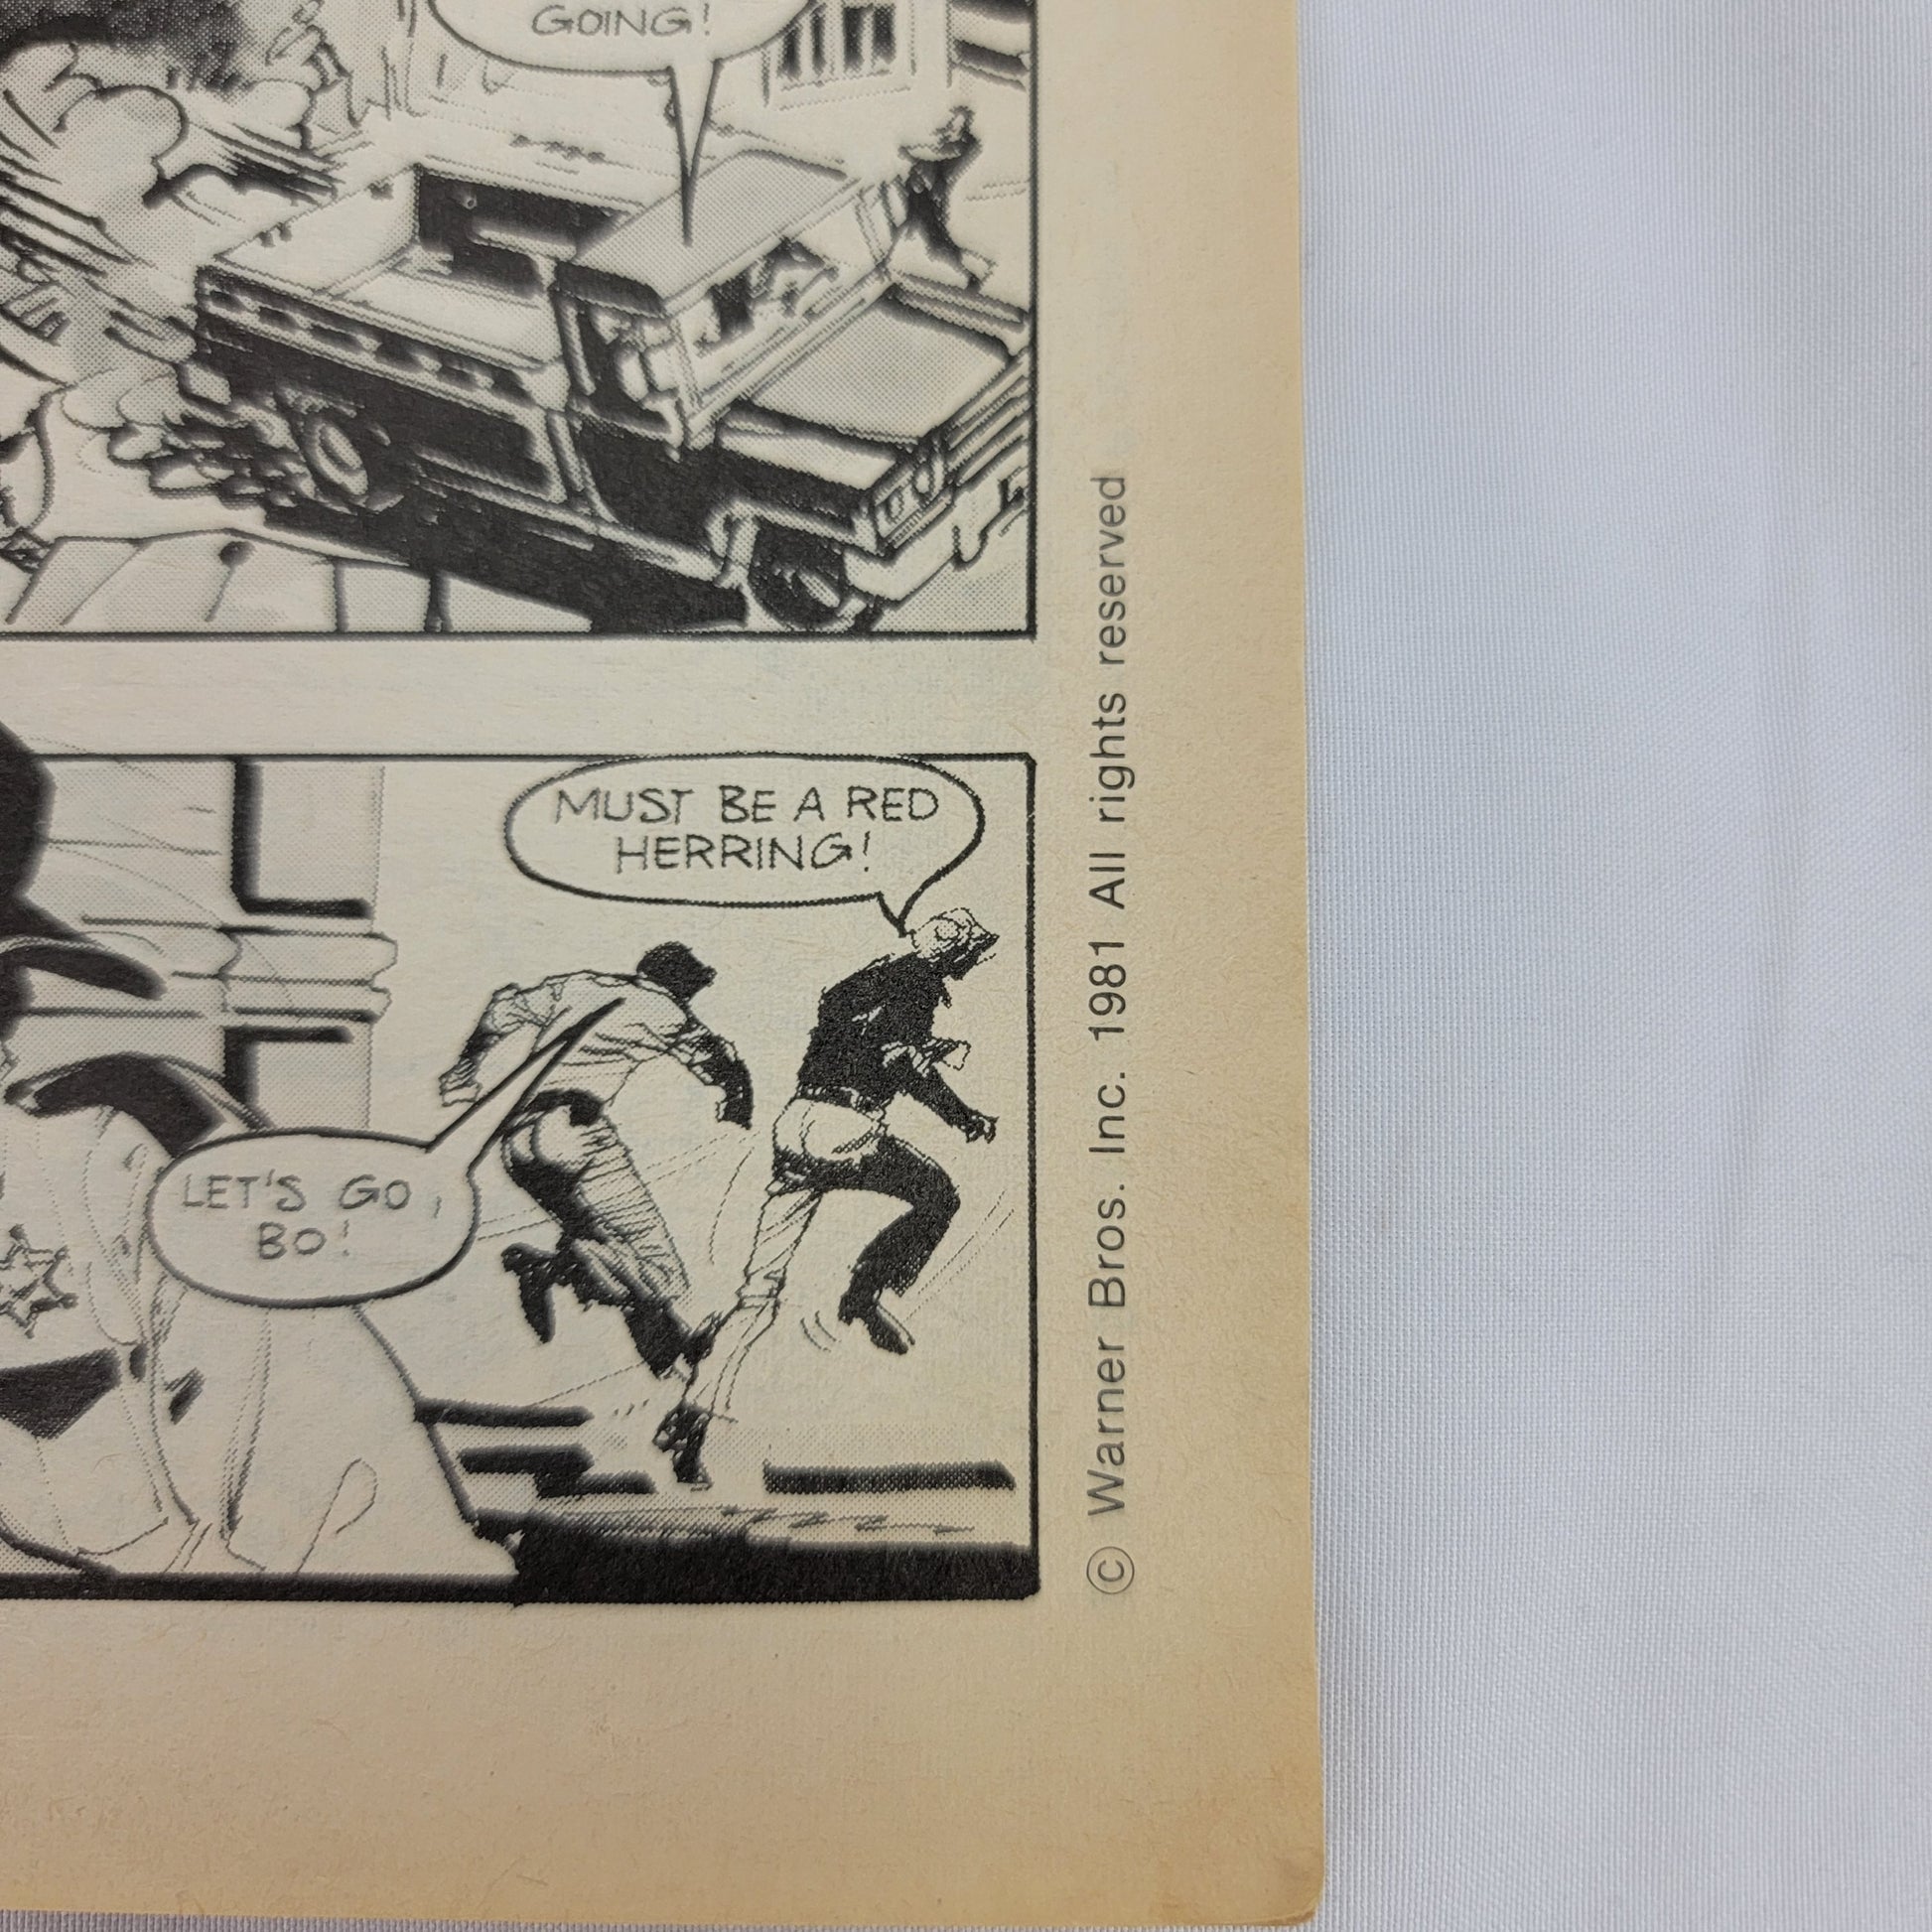 GOING!
MUST BE A RED
HERRING!
LET'S GO,
BO!
© Warner Bros. Inc. 1981 All rights reserved